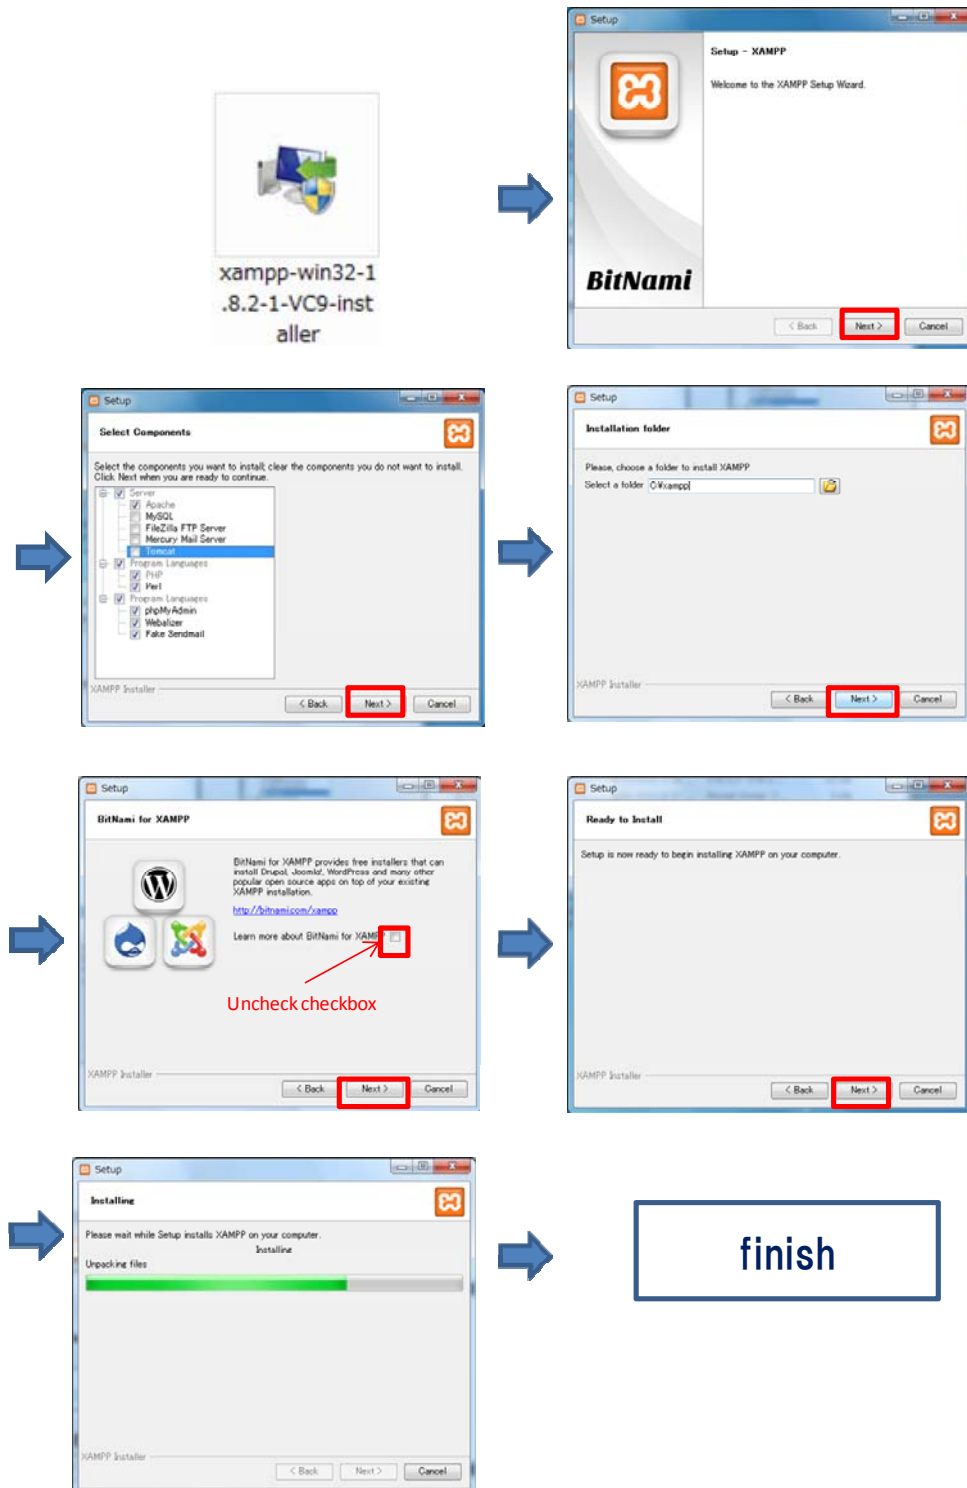 xampp-win32-1
.8.2-1-VC9-inst
aller
Setup
Setup - XAMPP
Welcome to the XAMPP Setup Wizard.
BitNami
< Back
Next >
Cancel
Setup
Select Components
Select the components you want to install; clear the components you do not want to install.
Click Next when you are ready to continue.
Server
Apache
MySQL
FileZilla FTP Server
Mercury Mail Server
Tomcat
Program Languages
PHP
Perl
Program Languages
phpMyAdmin
Webalizer
Fake Sendmail
XAMPP Installer
< Back
Next >
Cancel
Setup
Installation folder
Please, choose a folder to install XAMPP
Select a folder C:¥xampp
XAMPP Installer
< Back
Next >
Cancel
Setup
BitNami for XAMPP
BitNami for XAMPP provides free installers that can
install Drupal, Joomla!, WordPress and many other
popular open source apps on top of your existing
XAMPP installation.
http://bitnami.com/xampp
Learn more about BitNami for XAMPP
Uncheck checkbox
XAMPP Installer
< Back
Next >
Cancel
Setup
Ready to Install
Setup is now ready to begin installing XAMPP on your computer.
XAMPP Installer
< Back
Next >
Cancel
Setup
Installing
Please wait while Setup installs XAMPP on your computer.
Installing
Unpacking files
XAMPP Installer
< Back
Next >
Cancel
finish